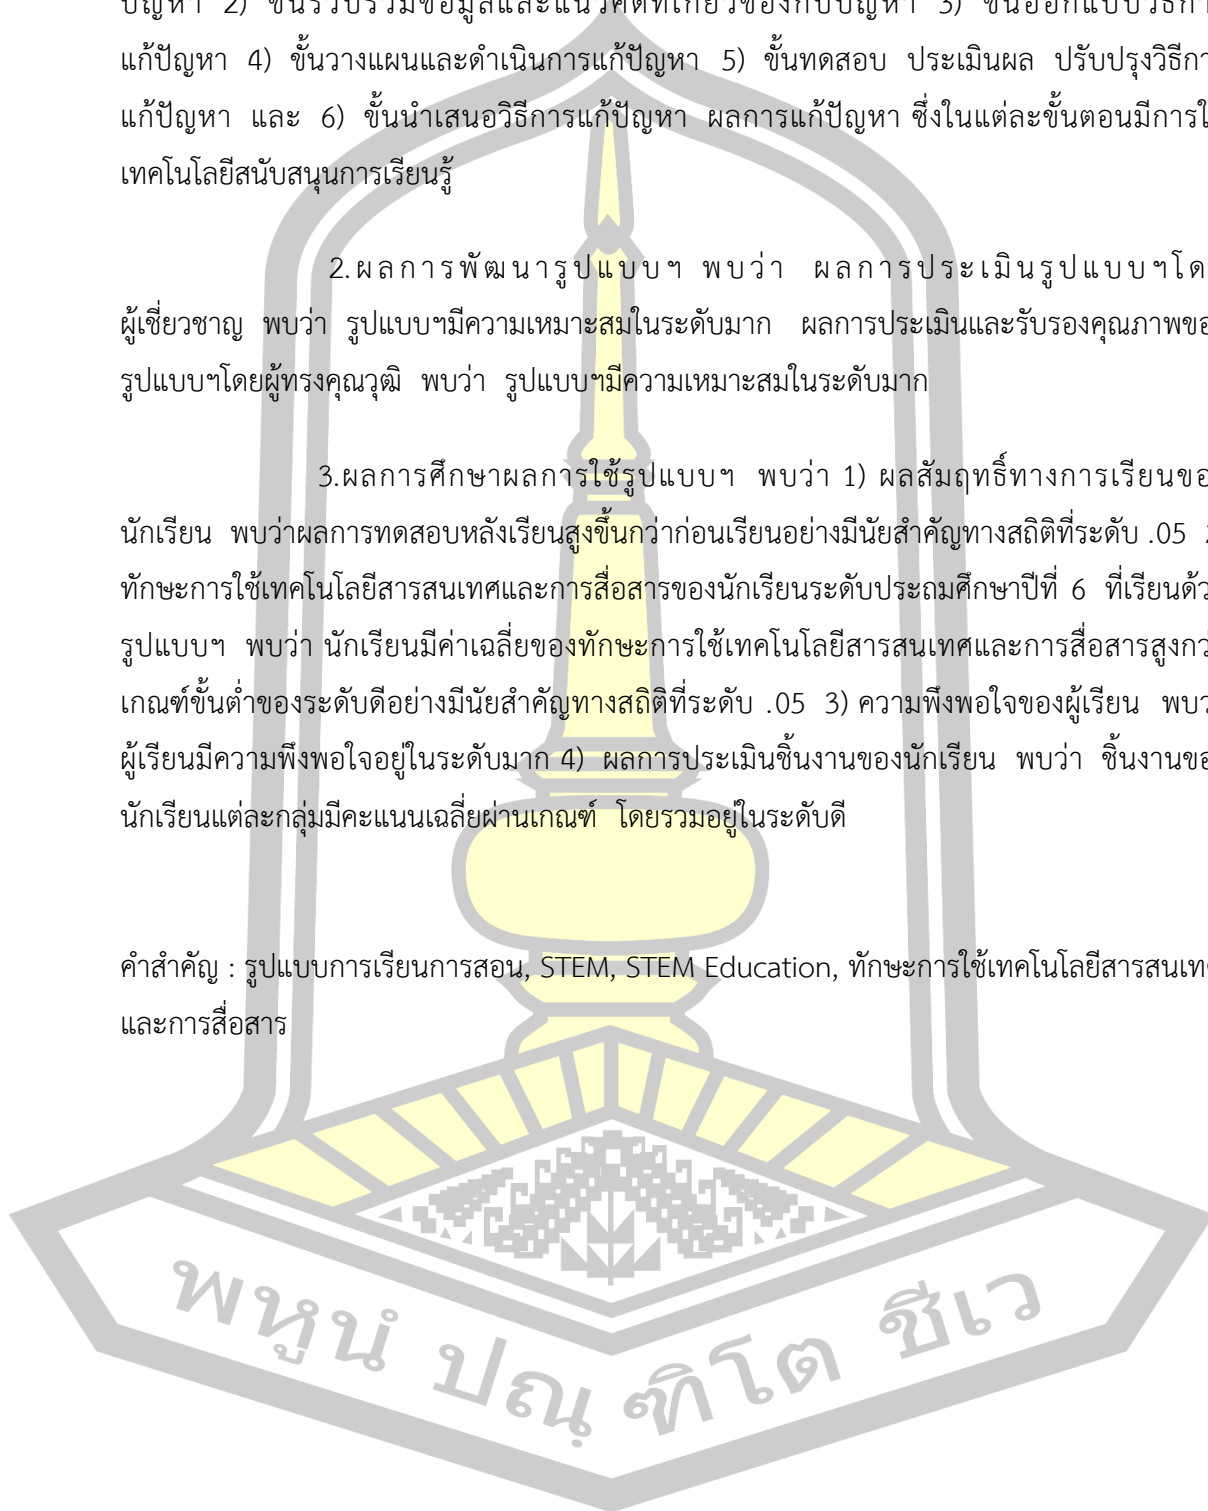 ปัญหา 2) ขั้นรวบรวมข้อมูลและแนวคิดที่เกี่ยวข้องกับปัญหา 3) ขั้นออกแบบวิธีการ
แก้ปัญหา 4) ขั้นวางแผนและดำเนินการแก้ปัญหา 5) ขั้นทดสอบ ประเมินผล ปรับปรุงวิธีกา
แก้ปัญหา และ 6) ขั้นนำเสนอวิธีการแก้ปัญหา ผลการแก้ปัญหา ซึ่งในแต่ละขั้นตอนมีการใ
เทคโนโลยีสนับสนุนการเรียนรู้
2.ผลการพัฒนารูปแบบฯ พบว่า ผลการประเมินรูปแบบฯโด
ผู้เชี่ยวชาญ พบว่า รูปแบบฯมีความเหมาะสมในระดับมาก ผลการประเมินและรับรองคุณภาพขอ
รูปแบบฯโดยผู้ทรงคุณวุฒิ พบว่า รูปแบบฯมีความเหมาะสมในระดับมาก
3.ผลการศึกษาผลการใช้รูปแบบฯ พบว่า 1) ผลสัมฤทธิ์ทางการเรียนขอ
นักเรียน พบว่าผลการทดสอบหลังเรียนสูงขึ้นกว่าก่อนเรียนอย่างมีนัยสำคัญทางสถิติที่ระดับ .05
ทักษะการใช้เทคโนโลยีสารสนเทศและการสื่อสารของนักเรียนระดับประถมศึกษาปีที่ 6 ที่เรียนด้ว
รูปแบบฯ พบว่า นักเรียนมีค่าเฉลี่ยของทักษะการใช้เทคโนโลยีสารสนเทศและการสื่อสารสูงกว่
เกณฑ์ขั้นต่ำของระดับดีอย่างมีนัยสำคัญทางสถิติที่ระดับ .05 3) ความพึงพอใจของผู้เรียน พบว
ผู้เรียนมีความพึงพอใจอยู่ในระดับมาก 4) ผลการประเมินชิ้นงานของนักเรียน พบว่า ชิ้นงานขอ
นักเรียนแต่ละกลุ่มมีคะแนนเฉลี่ยผ่านเกณฑ์ โดยรวมอยู่ในระดับดี
คำสำคัญ : รูปแบบการเรียนการสอน, STEM, STEM Education, ทักษะการใช้เทคโนโลยีสารสนเทศ
และการสื่อสาร
พหูนํ ปณฺฑิโต ชีเว